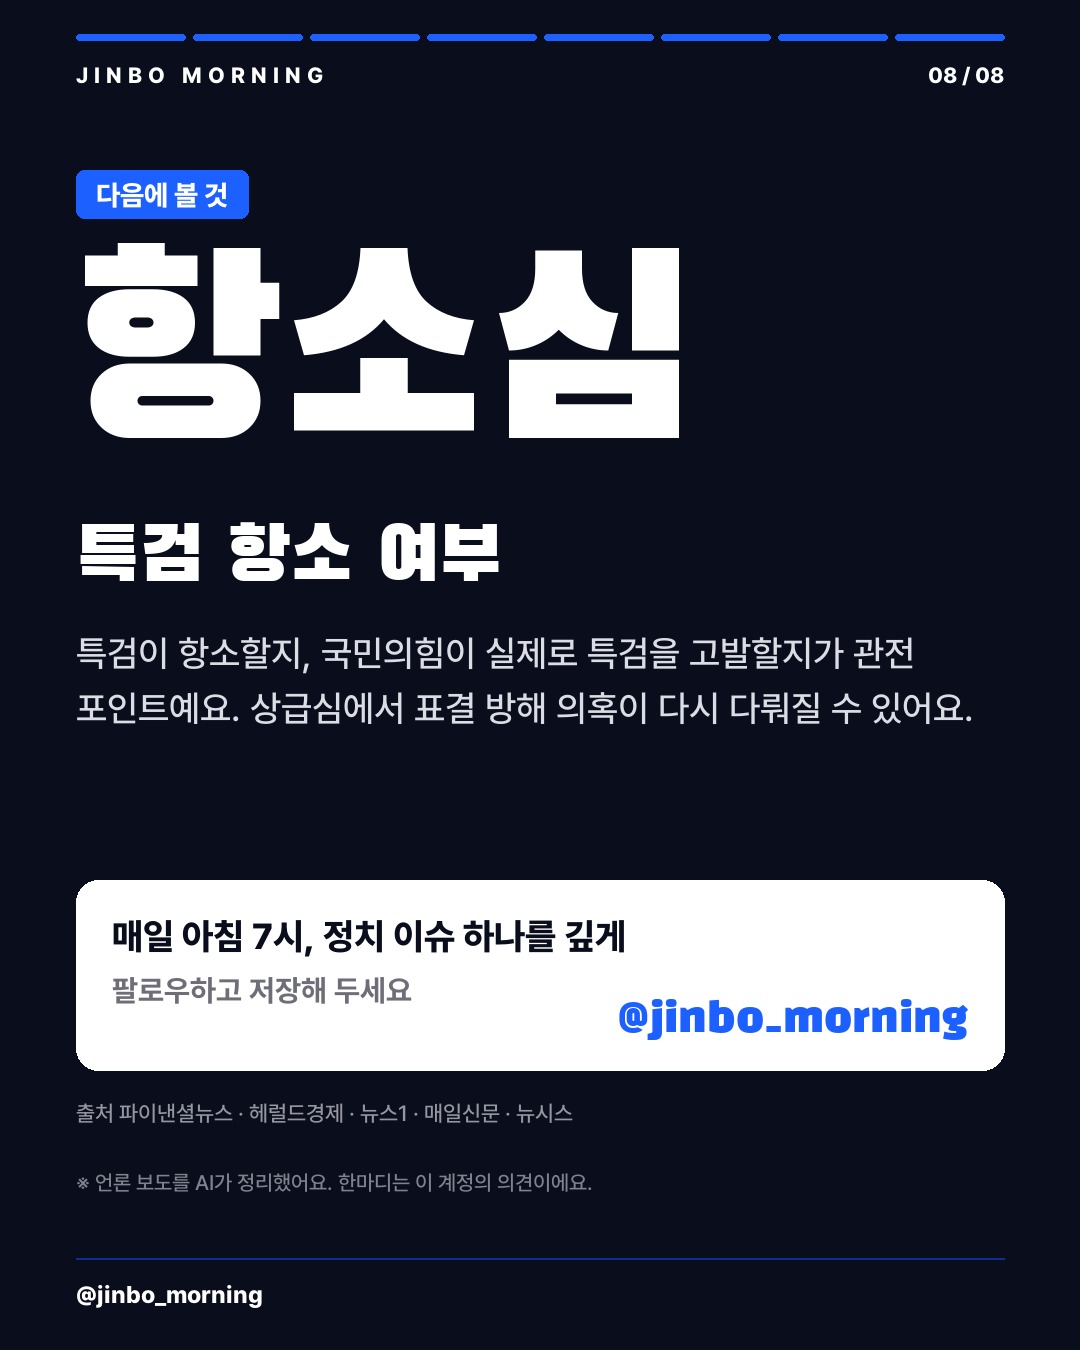 JINBO MORNING
08 / 08
다음에 볼 것
항소심
특검 항소 여부
특검이 항소할지, 국민의힘이 실제로 특검을 고발할지가 관전
포인트예요. 상급심에서 표결 방해 의혹이 다시 다뤄질 수 있어요.
매일 아침 7시, 정치 이슈 하나를 깊게
팔로우하고 저장해 두세요
@jinbo_morning
출처 파이낸셜뉴스 · 헤럴드경제 · 뉴스1 · 매일신문 · 뉴시스
※ 언론 보도를 AI가 정리했어요. 한마디는 이 계정의 의견이에요.
@jinbo_morning